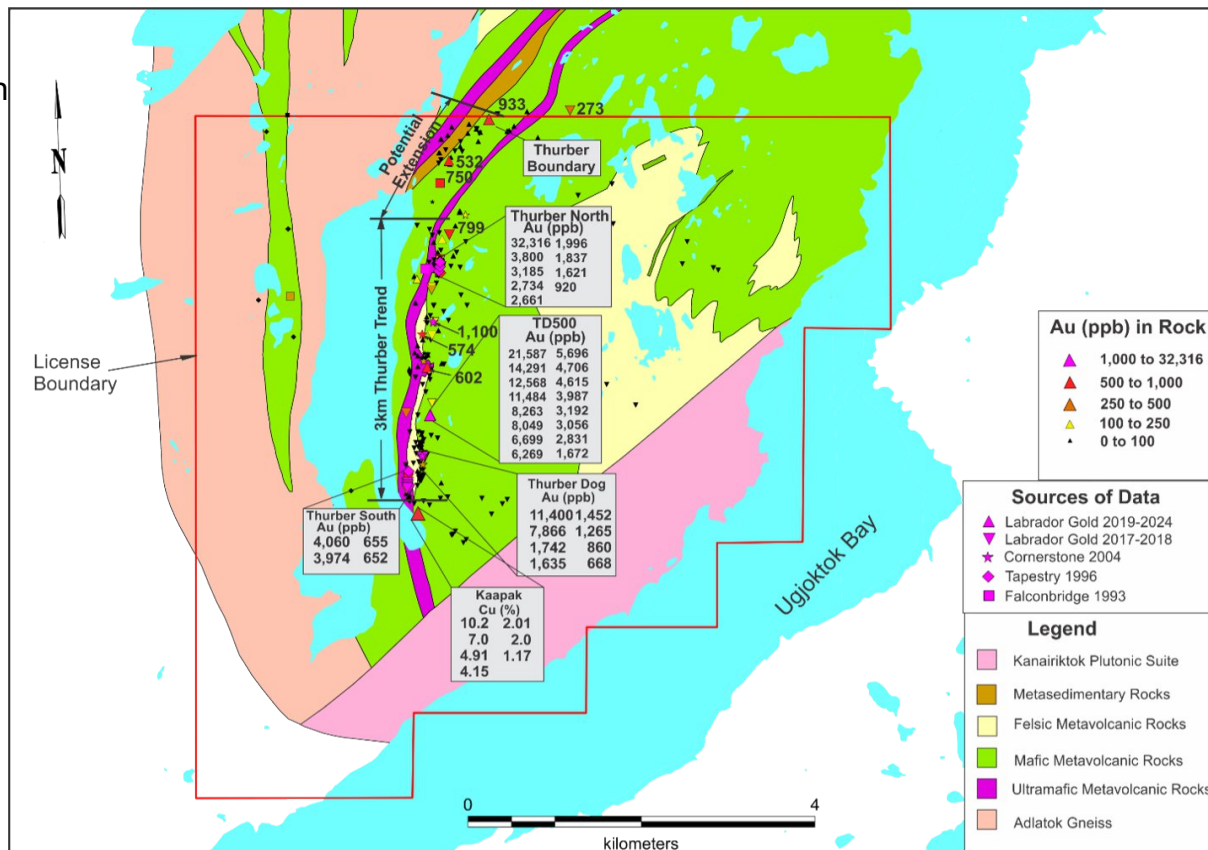 n
N
933
273
Potential
Extension
Thurber
Boundary
532
750
799
Thurber North
Au (ppb)
32,316 1,996
3,800 1,837
3,185 1,621
2,734 920
2,661
3km Thurber Trend
1,100
574
602
TD500
Au (ppb)
21,587 5,696
14,291 4,706
12,568 4,615
11,484 3,987
8,263 3,192
8,049 3,056
6,699 2,831
6,269 1,672
License
Boundary
Thurber Dog
Au (ppb)
11,400 1,452
7,866 1,265
1,742 860
1,635 668
Thurber South
Au (ppb)
4,060 655
3,974 652
Kaapak
Cu (%)
10.2 2.01
7.0 2.0
4.91 1.17
4.15
Ugjoktok Bay
0 4
kilometers
Au (ppb) in Rock
1,000 to 32,316
500 to 1,000
250 to 500
100 to 250
0 to 100
Sources of Data
Labrador Gold 2019-2024
Labrador Gold 2017-2018
Cornerstone 2004
Tapestry 1996
Falconbridge 1993
Legend
Kanairiktok Plutonic Suite
Metasedimentary Rocks
Felsic Metavolcanic Rocks
Mafic Metavolcanic Rocks
Ultramafic Metavolcanic Rocks
Adlatok Gneiss